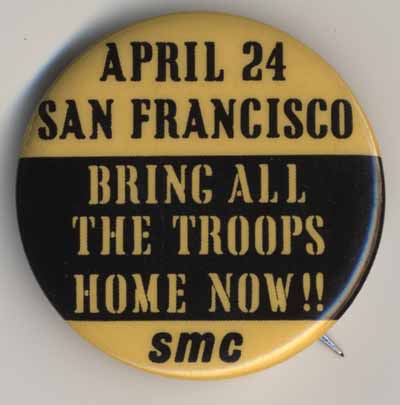 APRIL 24
SAN FRANCISCO
BRING ALL
THE TROOPS
HOME NOW!!
smc